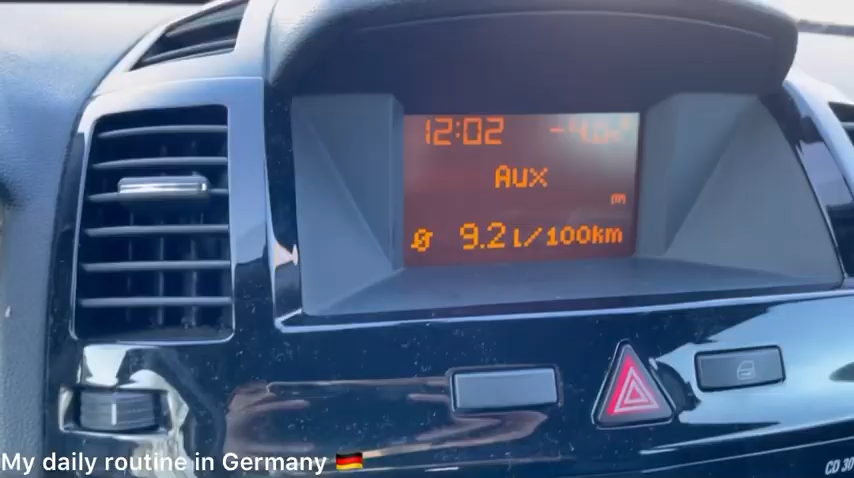 12:02
Aux
9.2 l/100km
My daily routine in Germany 🇩🇪
CD 30